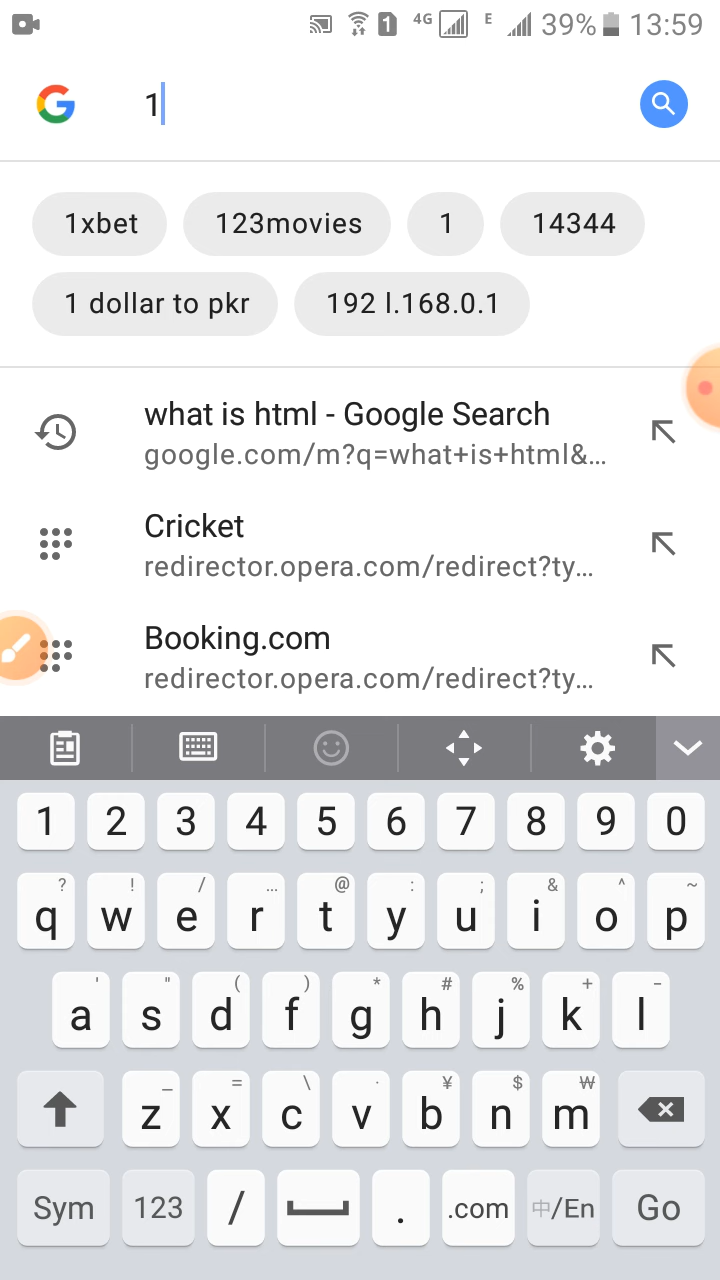 1 4G E 39% 13:59
1
1xbet 123movies 1 14344
1 dollar to pkr 192 l.168.0.1
what is html - Google Search
google.com/m?q=what+is+html&...
Cricket
redirector.opera.com/redirect?ty...
Booking.com
redirector.opera.com/redirect?ty...
1 2 3 4 5 6 7 8 9 0
? ! / ... @ : ; & ^ ~
q w e r t y u i o p
' " ( ) * # % + -
a s d f g h j k l
_ = \ · ¥ $ ₩
z x c v b n m
Sym 123 / . .com 中/En Go